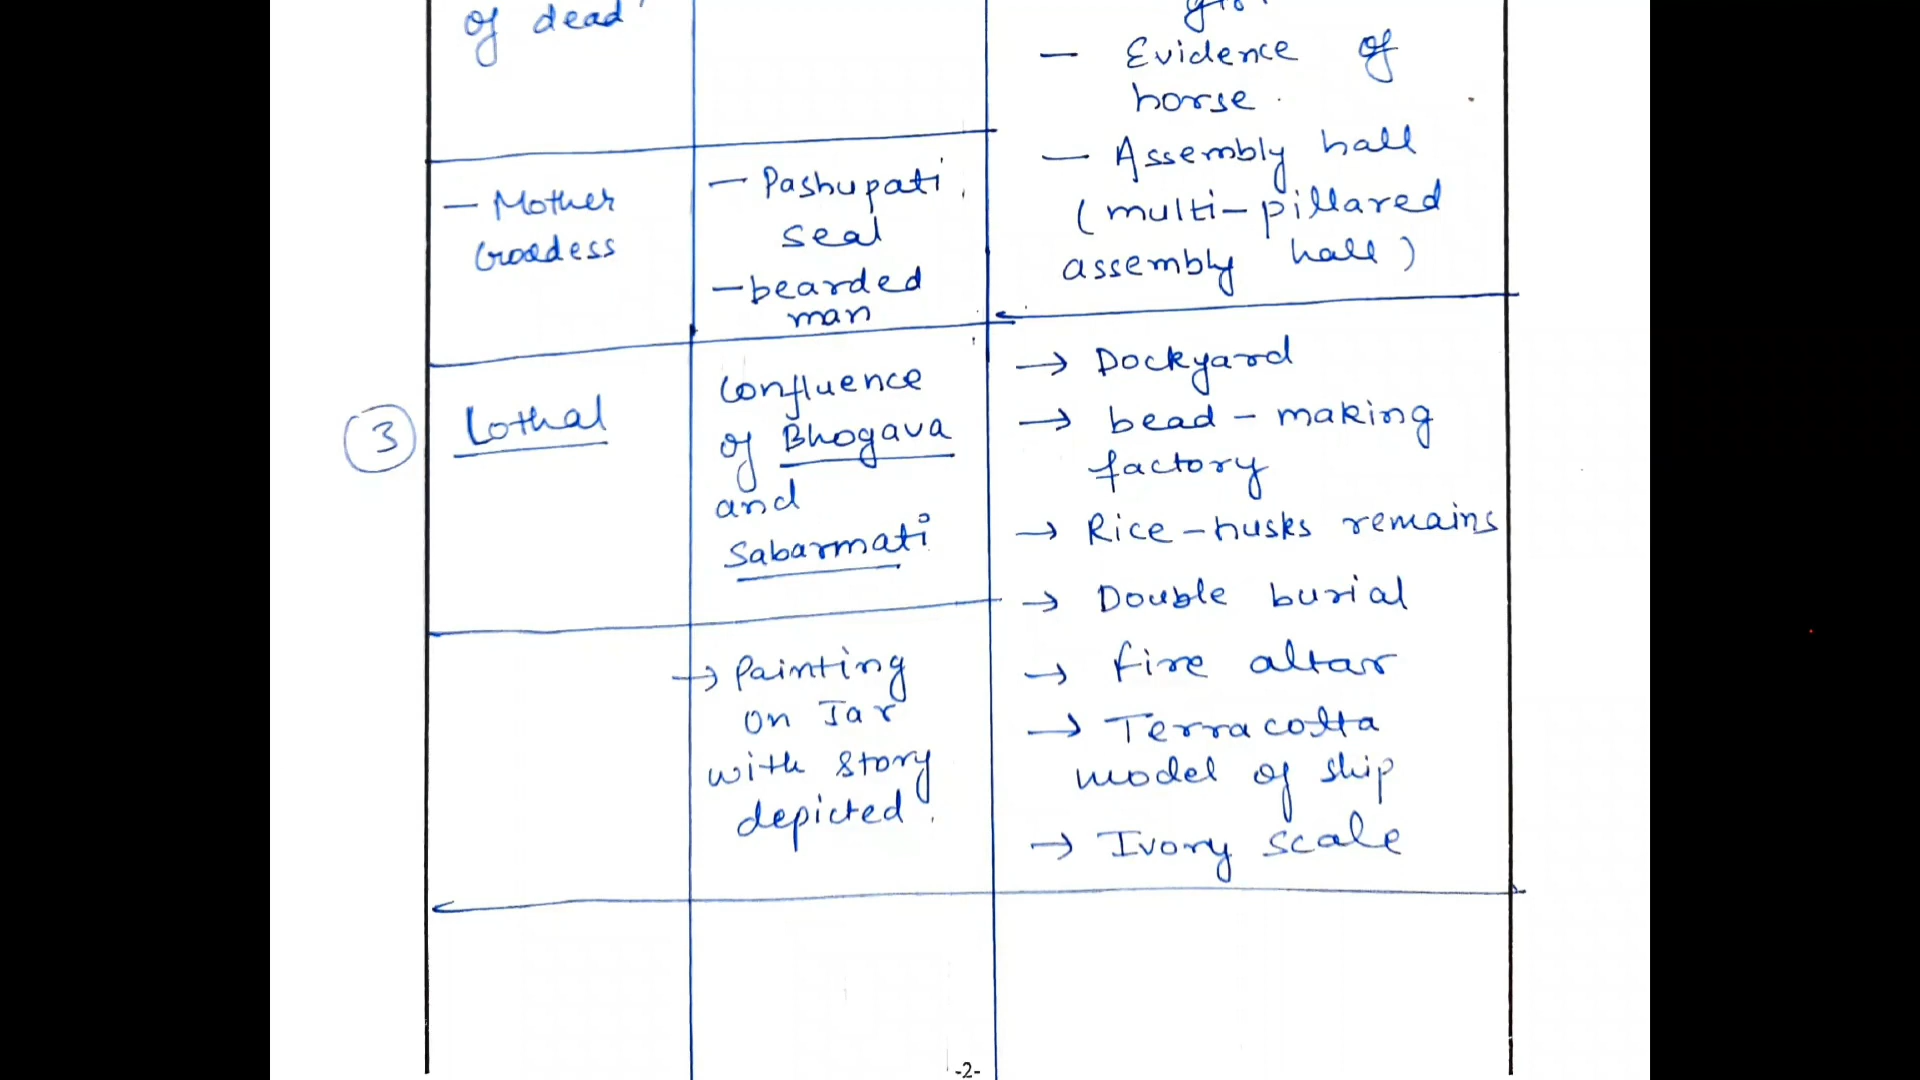 of dead
— Evidence of
horse.
— Assembly hall
(multi-pillared
assembly hall)
— Mother
Goddess
— Pashupati
seal
— bearded
man
3
Lothal
Confluence
of Bhogava
and
Sabarmati
→ Painting
on Jar
with story
depicted.
→ Dockyard
→ bead - making
factory
→ Rice - husks remains
→ Double burial
→ fire altar
→ Terracotta
model of ship
→ Ivory scale
-2-